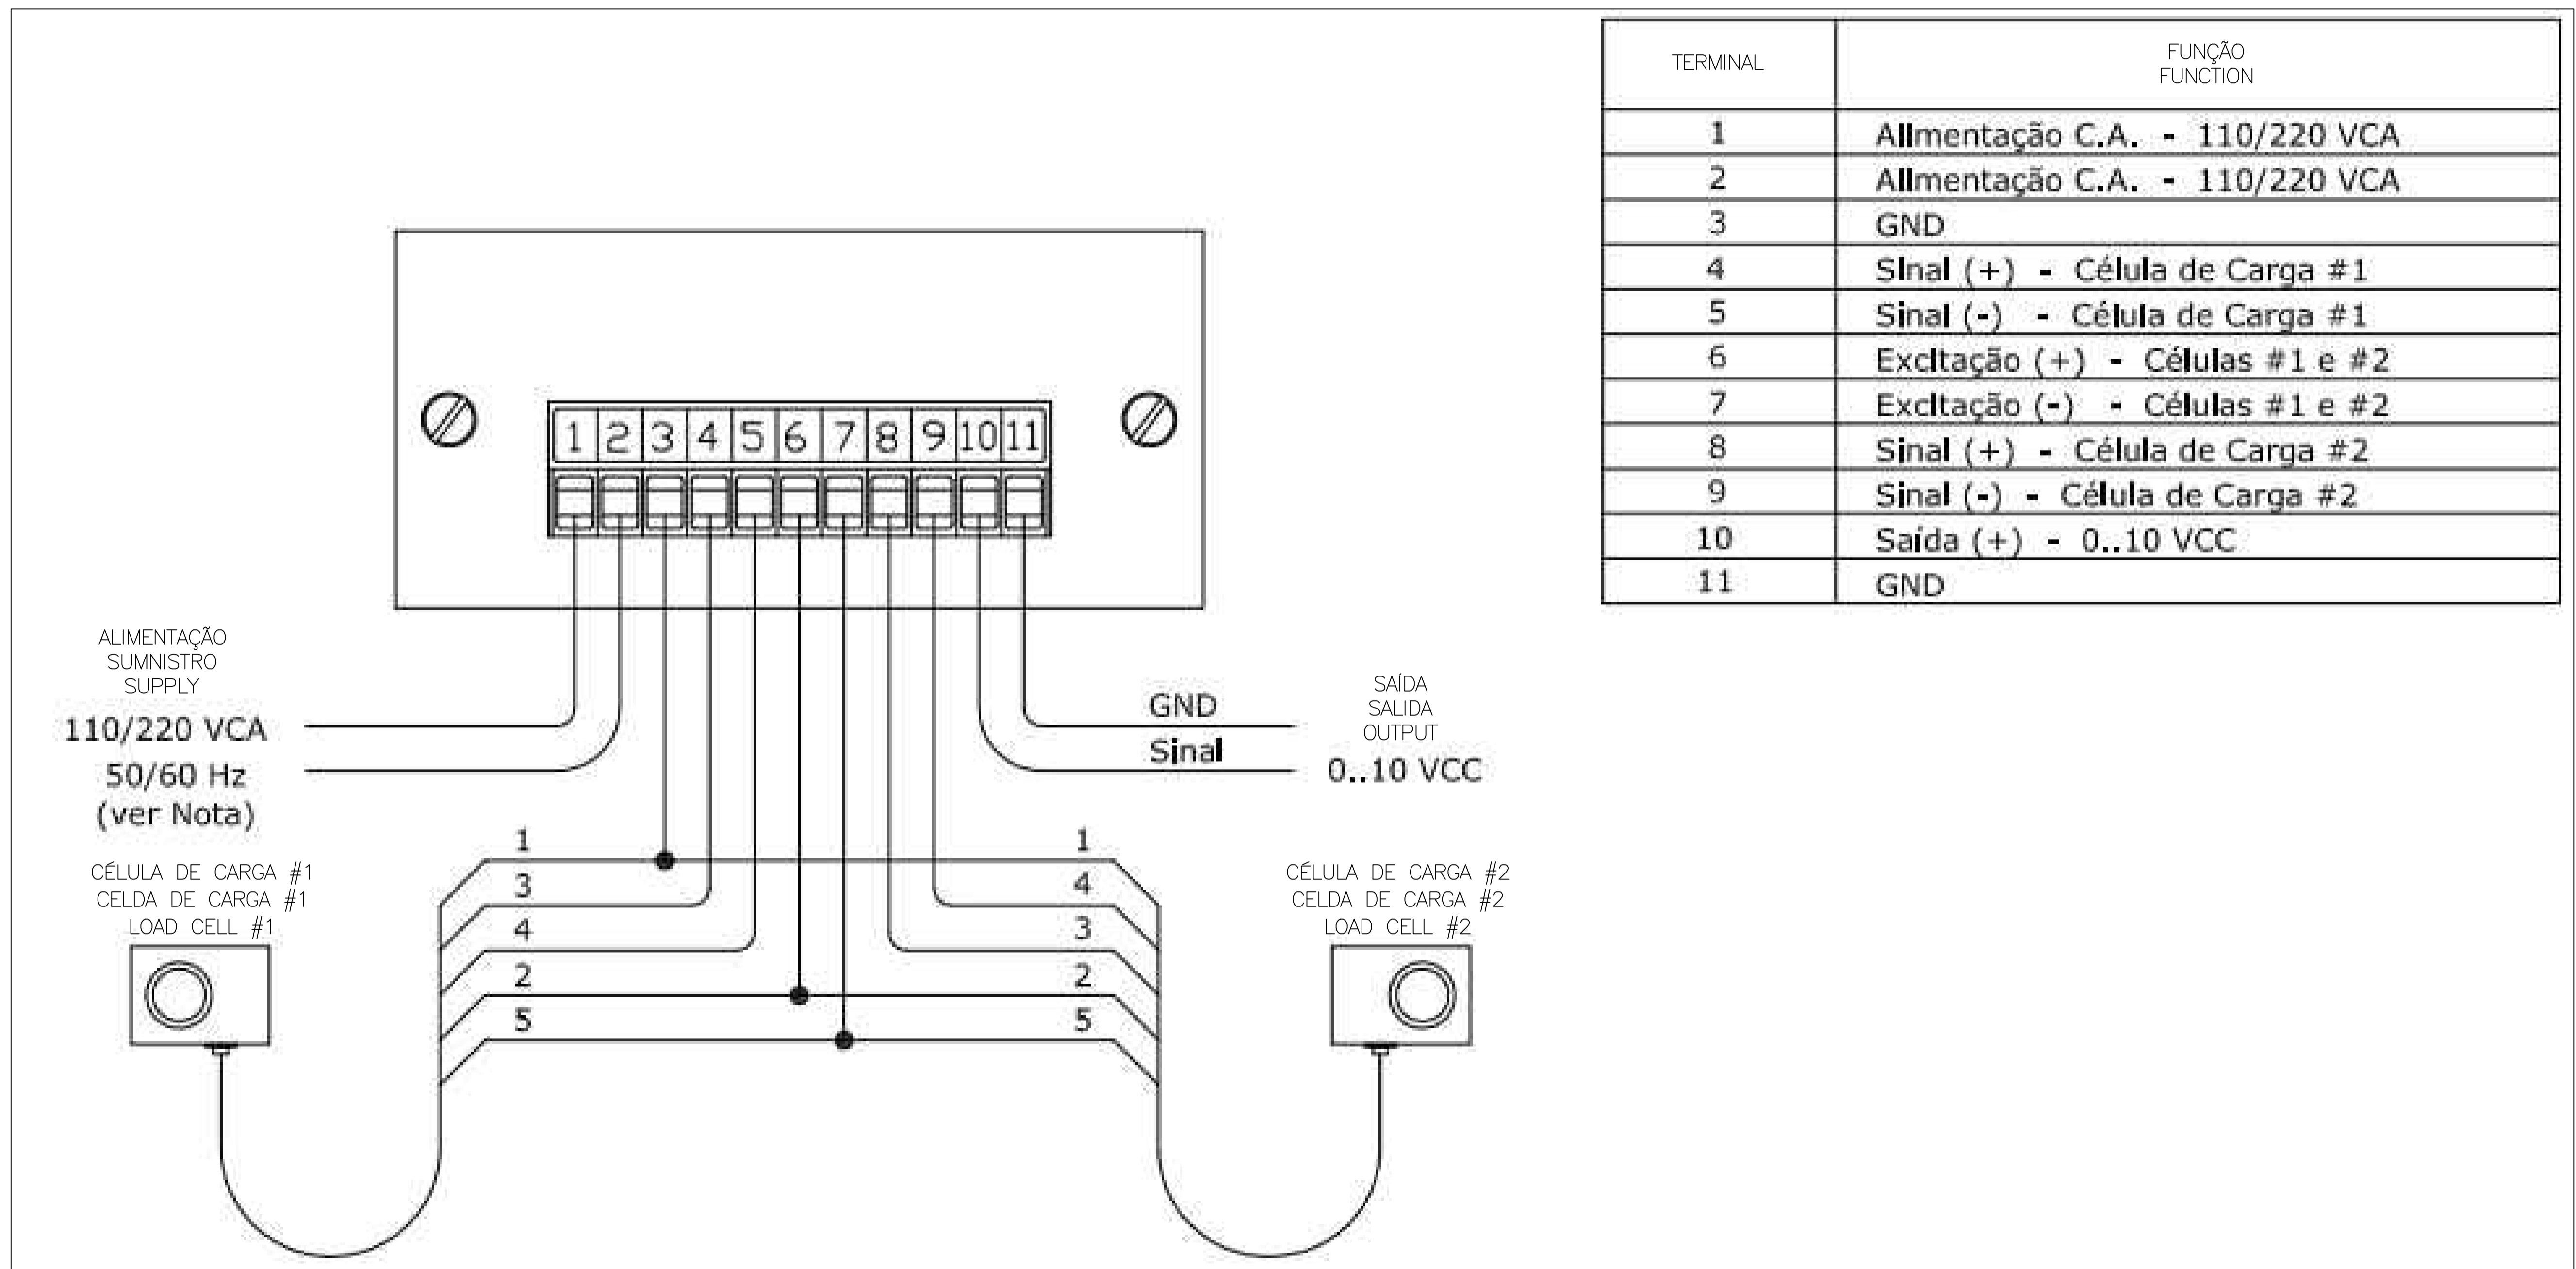 TERMINAL
FUNÇÃO
FUNCTION
1 Alimentação C.A. - 110/220 VCA
2 Alimentação C.A. - 110/220 VCA
3 GND
4 Sinal (+) - Célula de Carga #1
5 Sinal (-) - Célula de Carga #1
6 Excitação (+) - Células #1 e #2
7 Excitação (-) - Células #1 e #2
8 Sinal (+) - Célula de Carga #2
9 Sinal (-) - Célula de Carga #2
10 Saída (+) - 0..10 VCC
11 GND
1 2 3 4 5 6 7 8 9 10 11
ALIMENTAÇÃO
SUMNISTRO
SUPPLY
110/220 VCA
50/60 Hz
(ver Nota)
GND
Sinal
SAÍDA
SALIDA
OUTPUT
0..10 VCC
CÉLULA DE CARGA #1
CELDA DE CARGA #1
LOAD CELL #1
1
3
4
2
5
1
4
3
2
5
CÉLULA DE CARGA #2
CELDA DE CARGA #2
LOAD CELL #2